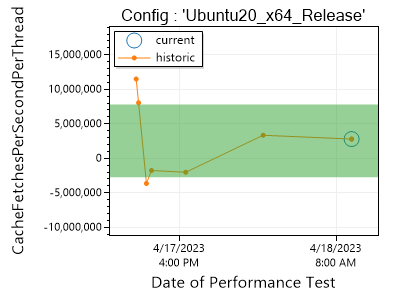 Config : 'Ubuntu20_x64_Release'
current
historic
CacheFetchesPerSecondPerThread
15,000,000
10,000,000
5,000,000
0
-5,000,000
-10,000,000
4/17/2023
4:00 PM
4/18/2023
8:00 AM
Date of Performance Test